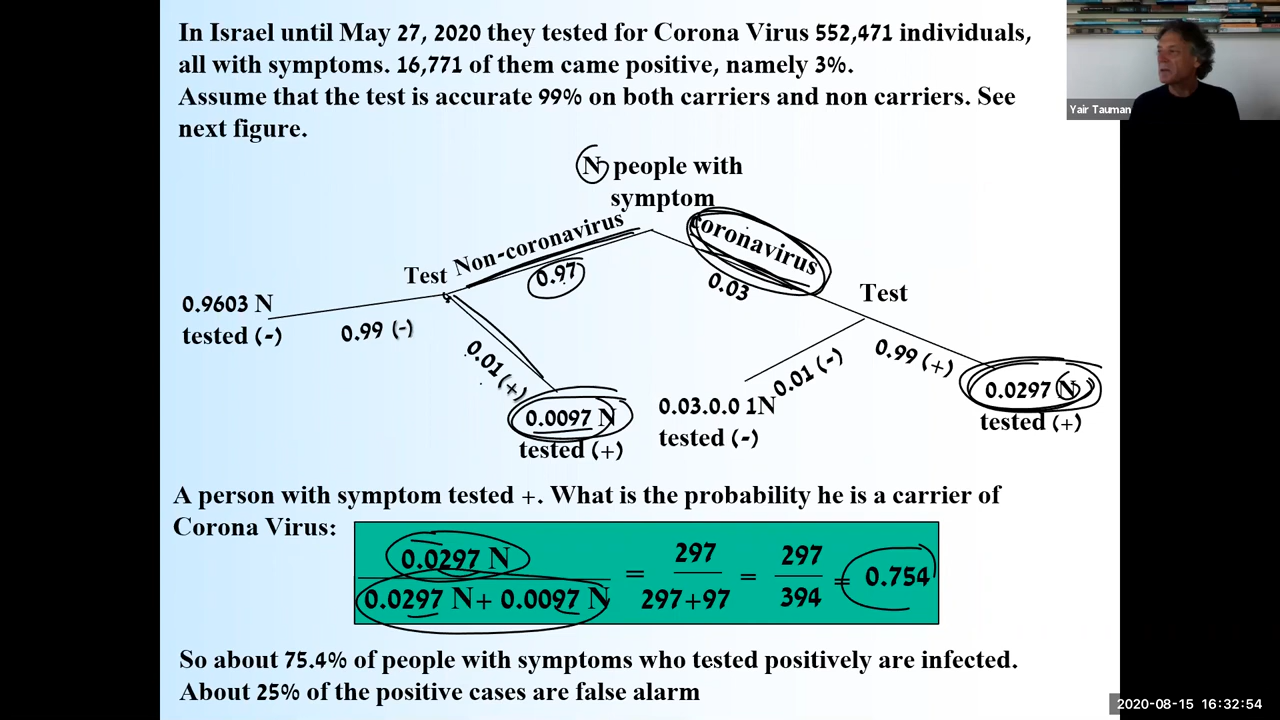 In Israel until May 27, 2020 they tested for Corona Virus 552,471 individuals,
all with symptoms. 16,771 of them came positive, namely 3%.
Assume that the test is accurate 99% on both carriers and non carriers. See
next figure.
Yair Tauman
N people with
symptom
Non-coronavirus
coronavirus
Test
0.97
0.03
Test
0.9603 N
tested (-)
0.99 (-)
0.01 (+)
0.01 (-)
0.99 (+)
0.0297 N
tested (+)
0.0097 N
tested (+)
0.03.0.0 1N
tested (-)
A person with symptom tested +. What is the probability he is a carrier of
Corona Virus:
0.0297 N
0.0297 N+ 0.0097 N
=
297
297+97
=
297
394
=
0.754
So about 75.4% of people with symptoms who tested positively are infected.
About 25% of the positive cases are false alarm
2020-08-15 16:32:54